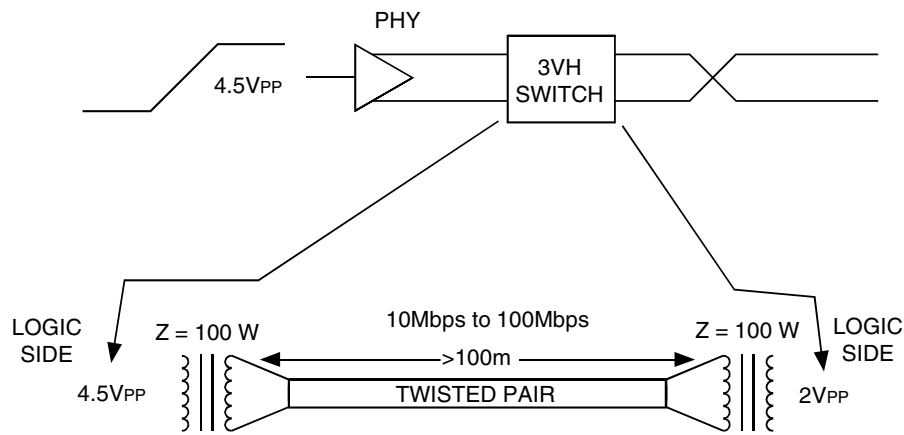 PHY
4.5VPP
3VH
SWITCH
LOGIC
SIDE
Z = 100 W
10Mbps to 100Mbps
Z = 100 W
LOGIC
SIDE
>100m
4.5VPP
TWISTED PAIR
2VPP